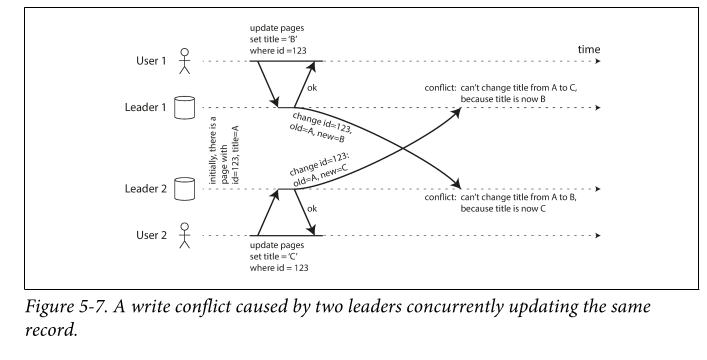 update pages
set title = 'B'
where id =123
time
User 1
ok
conflict: can't change title from A to C,
because title is now B
Leader 1
change id=123,
old=A, new=B
initially, there is a
page with
id=123, title=A
change id=123:
old=A, new=C
Leader 2
conflict: can't change title from A to B,
because title is now C
ok
User 2
update pages
set title = 'C'
where id = 123
Figure 5-7. A write conflict caused by two leaders concurrently updating the same
record.